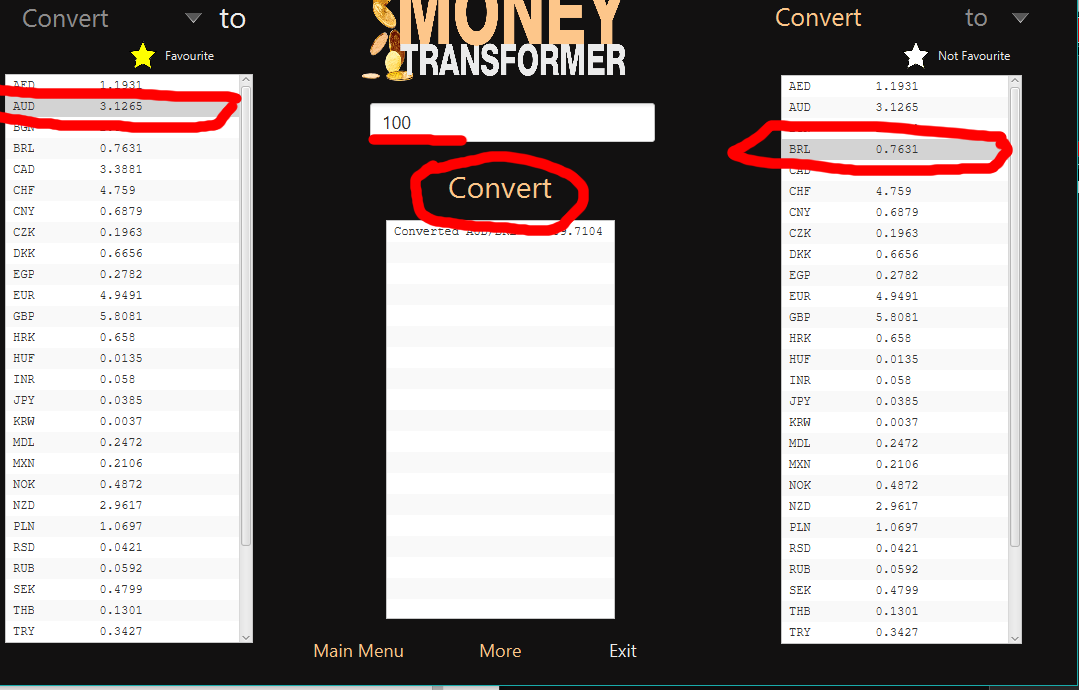 Convert to
Favourite
AED 1.1931
AUD 3.1265
BGN
BRL 0.7631
CAD 3.3881
CHF 4.759
CNY 0.6879
CZK 0.1963
DKK 0.6656
EGP 0.2782
EUR 4.9491
GBP 5.8081
HRK 0.658
HUF 0.0135
INR 0.058
JPY 0.0385
KRW 0.0037
MDL 0.2472
MXN 0.2106
NOK 0.4872
NZD 2.9617
PLN 1.0697
RSD 0.0421
RUB 0.0592
SEK 0.4799
THB 0.1301
TRY 0.3427
MONEY
TRANSFORMER
100
Convert
Converted AUD/BRL 9.7104
Main Menu More Exit
Convert to
Not Favourite
AED 1.1931
AUD 3.1265
BRL 0.7631
CAD
CHF 4.759
CNY 0.6879
CZK 0.1963
DKK 0.6656
EGP 0.2782
EUR 4.9491
GBP 5.8081
HRK 0.658
HUF 0.0135
INR 0.058
JPY 0.0385
KRW 0.0037
MDL 0.2472
MXN 0.2106
NOK 0.4872
NZD 2.9617
PLN 1.0697
RSD 0.0421
RUB 0.0592
SEK 0.4799
THB 0.1301
TRY 0.3427